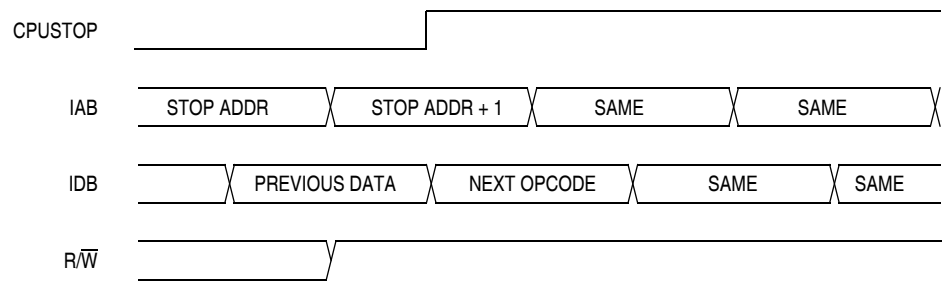 CPUSTOP
IAB STOP ADDR STOP ADDR + 1 SAME SAME
IDB PREVIOUS DATA NEXT OPCODE SAME SAME
R/W̅